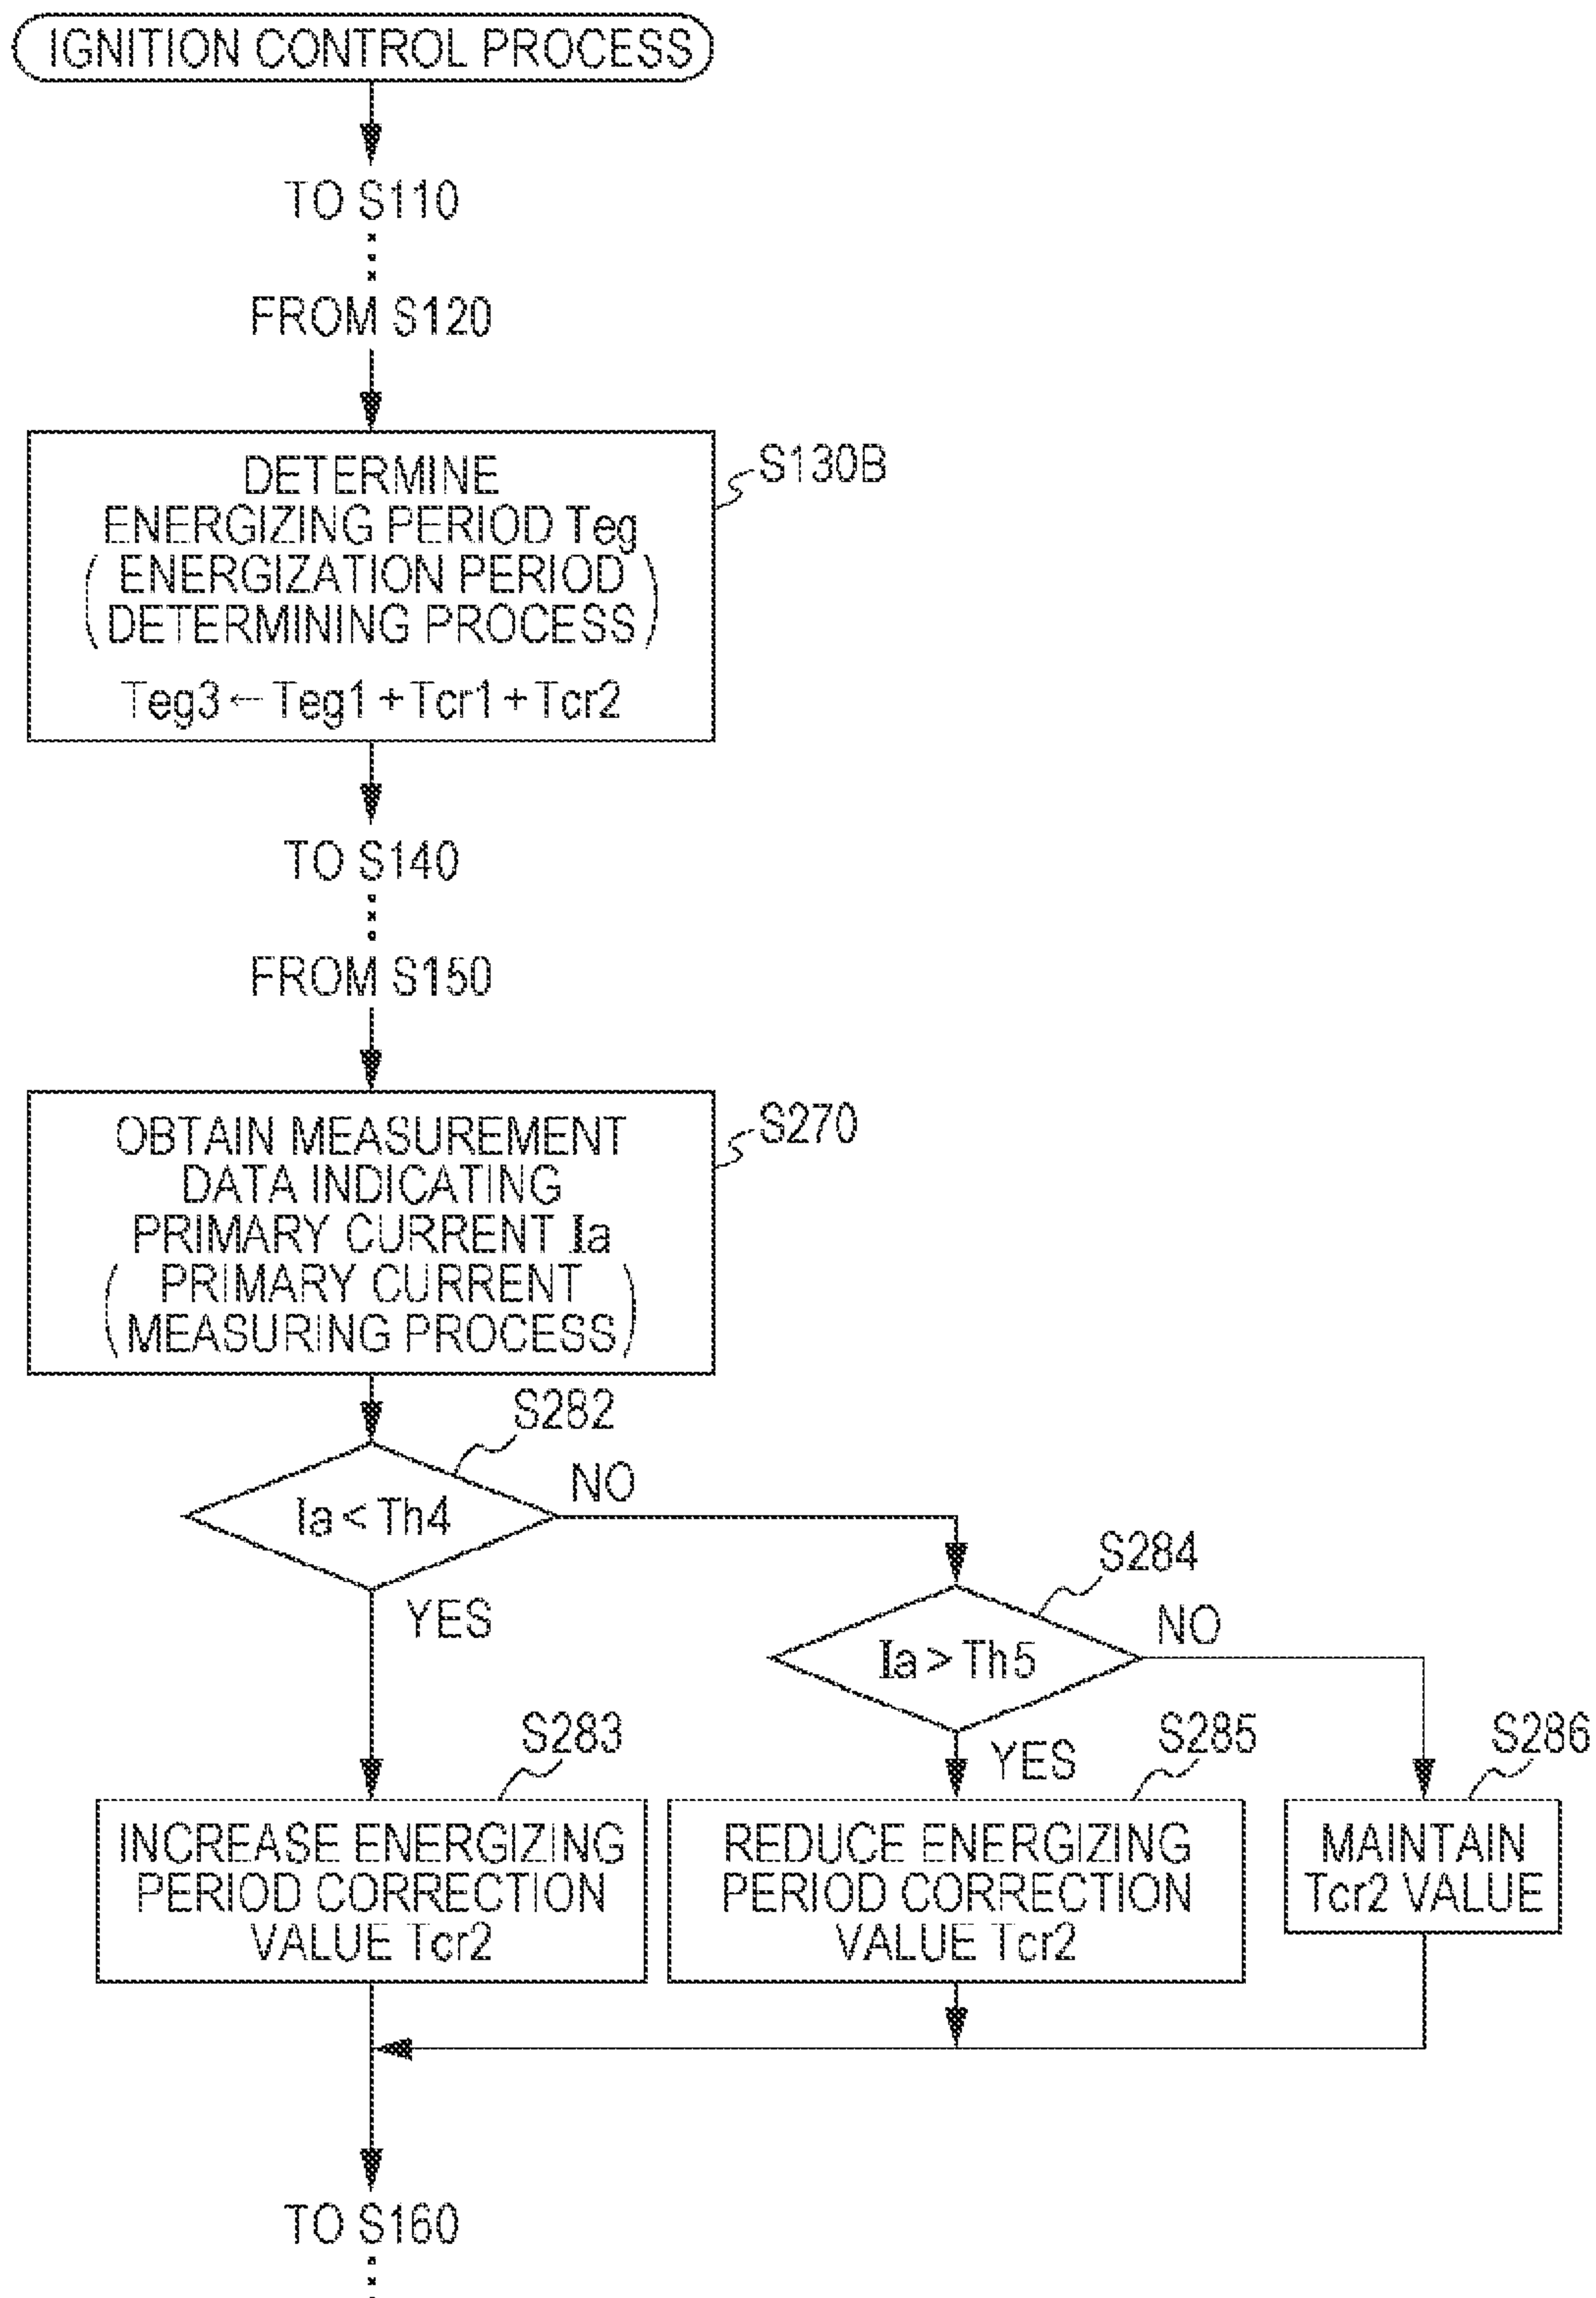 IGNITION CONTROL PROCESS
TO S110
FROM S120
S130B
DETERMINE
ENERGIZING PERIOD Teg
( ENERGIZATION PERIOD
DETERMINING PROCESS )
Teg3 ← Teg1 + Tcr1 + Tcr2
TO S140
FROM S150
S270
OBTAIN MEASUREMENT
DATA INDICATING
PRIMARY CURRENT Ia
( PRIMARY CURRENT
MEASURING PROCESS )
S282
Ia < Th4
NO
YES
S284
Ia > Th5
NO
YES
S283
INCREASE ENERGIZING
PERIOD CORRECTION
VALUE Tcr2
S285
REDUCE ENERGIZING
PERIOD CORRECTION
VALUE Tcr2
S286
MAINTAIN
Tcr2 VALUE
TO S160